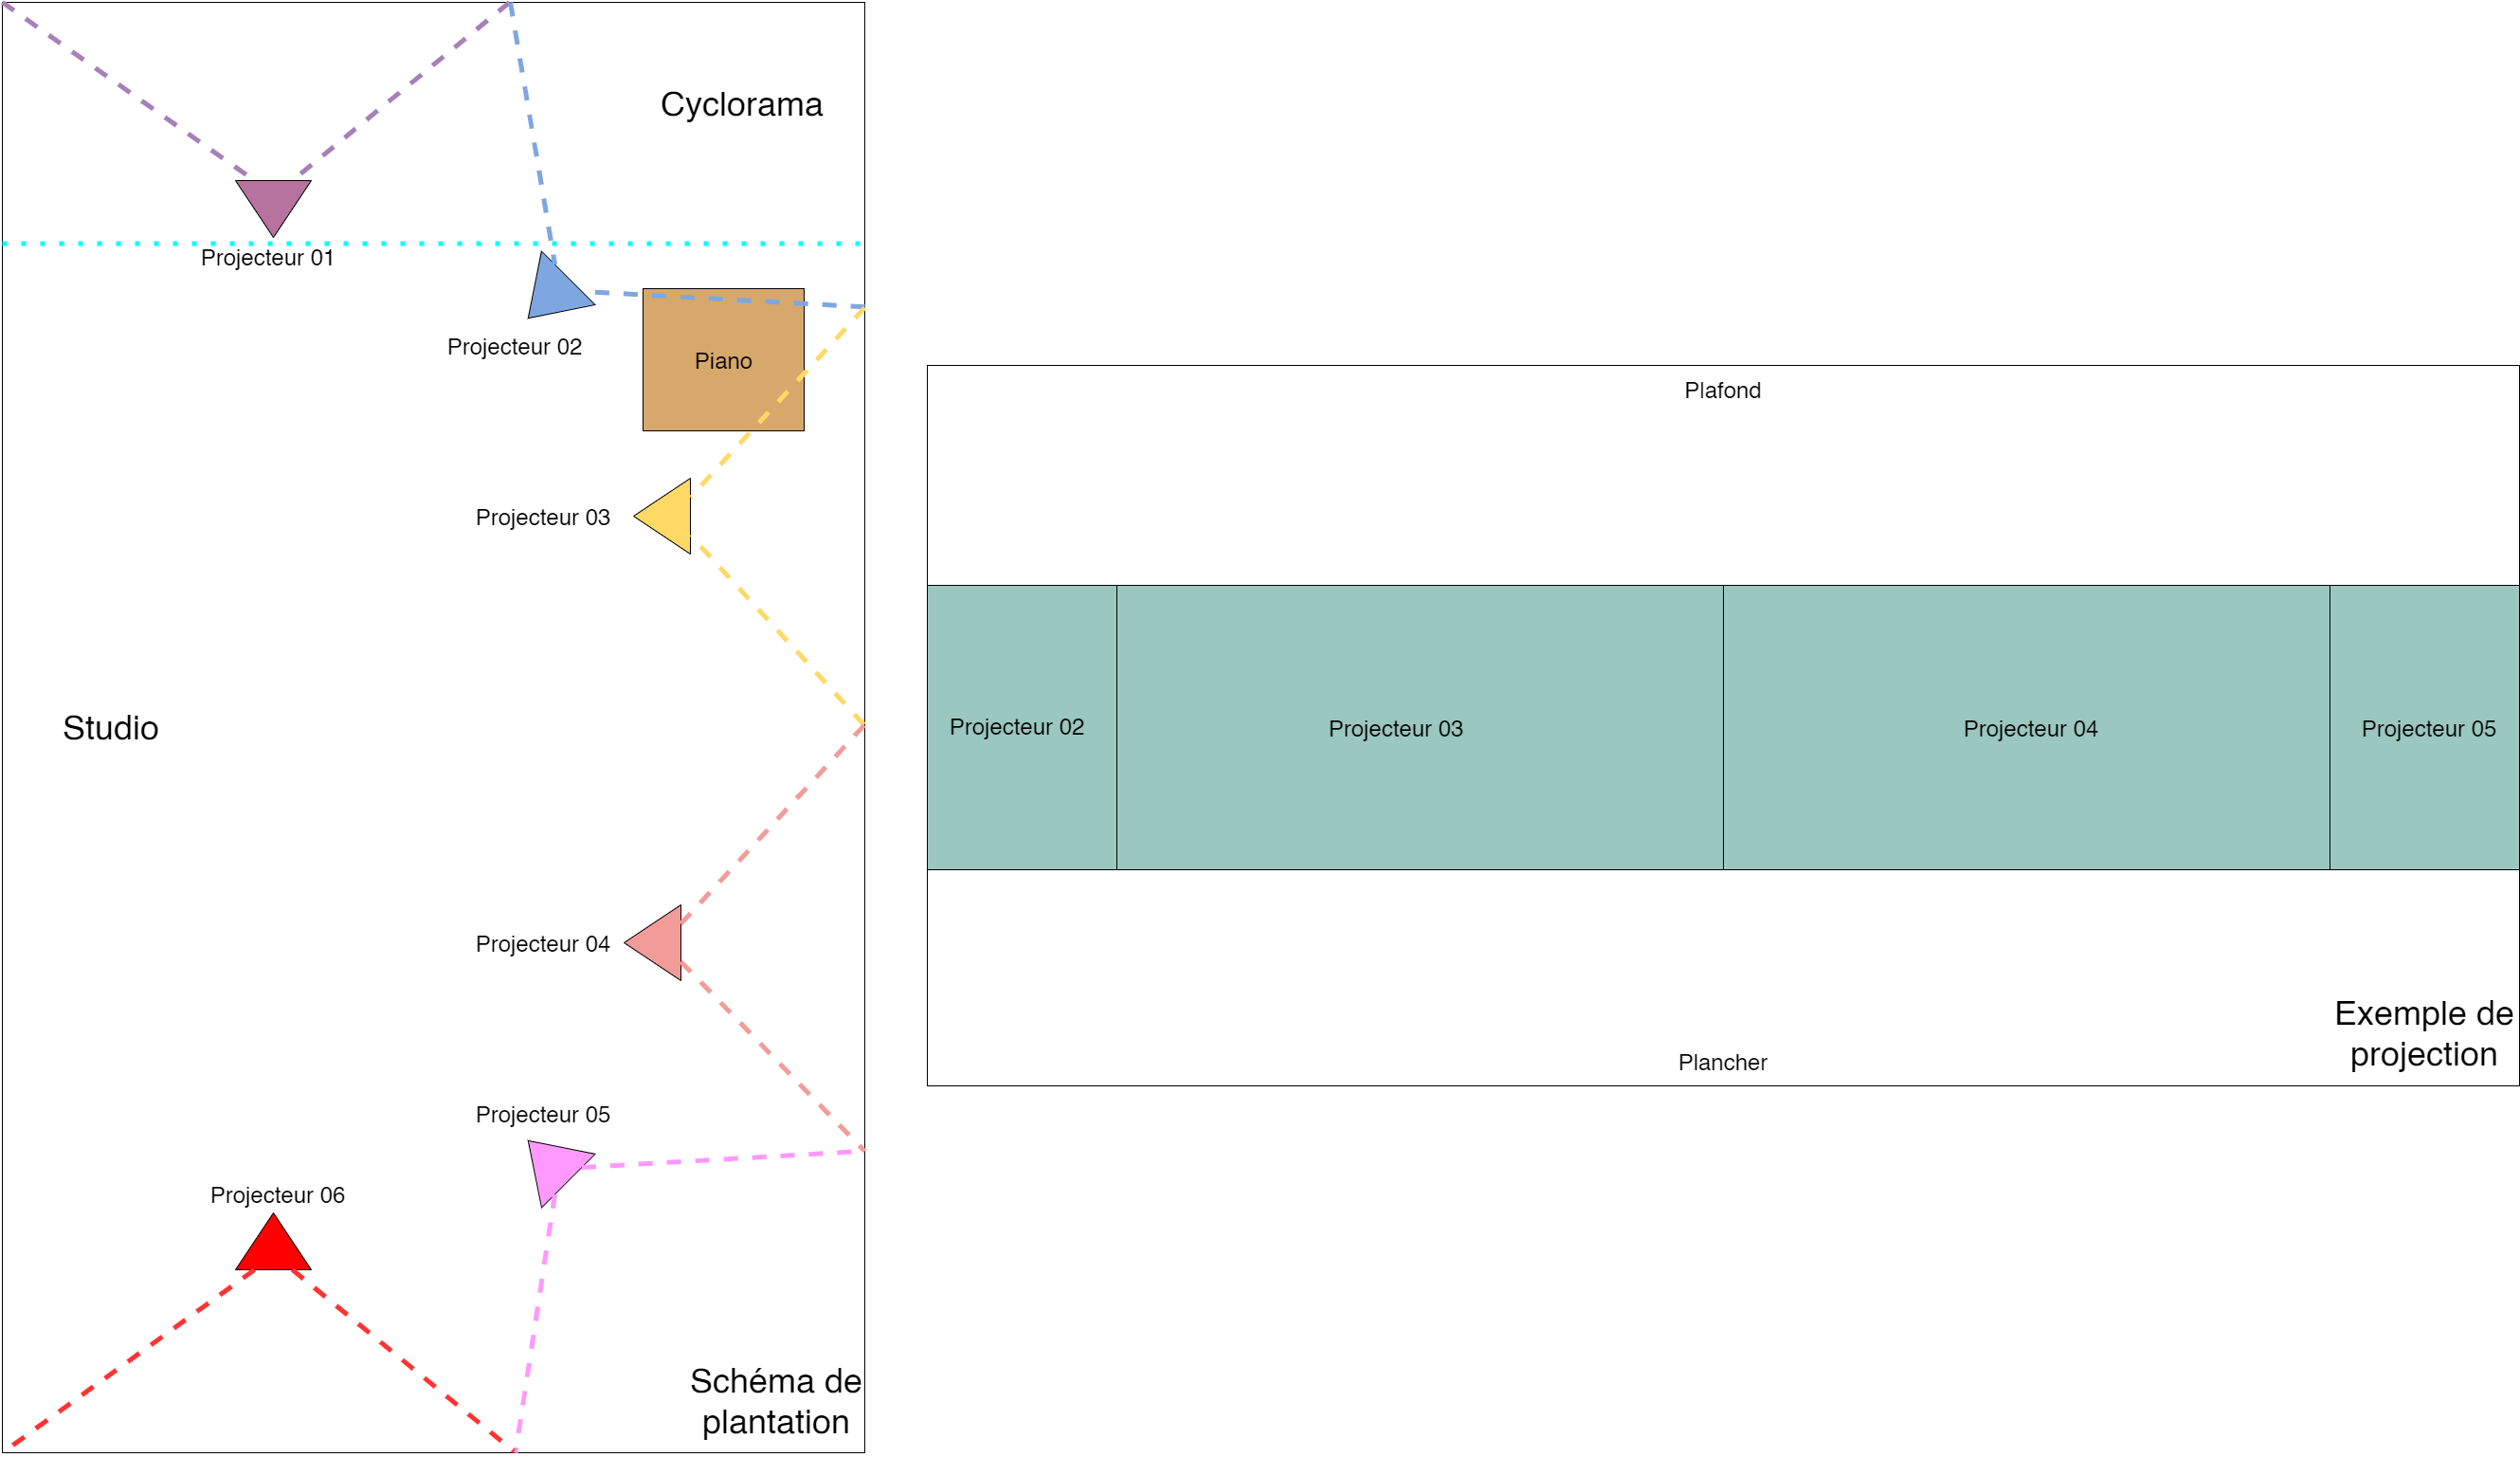 Cyclorama
Projecteur 01
Projecteur 02
Piano
Projecteur 03
Studio
Projecteur 04
Projecteur 05
Projecteur 06
Schéma de
plantation
Plafond
Projecteur 02
Projecteur 03
Projecteur 04
Projecteur 05
Exemple de
projection
Plancher